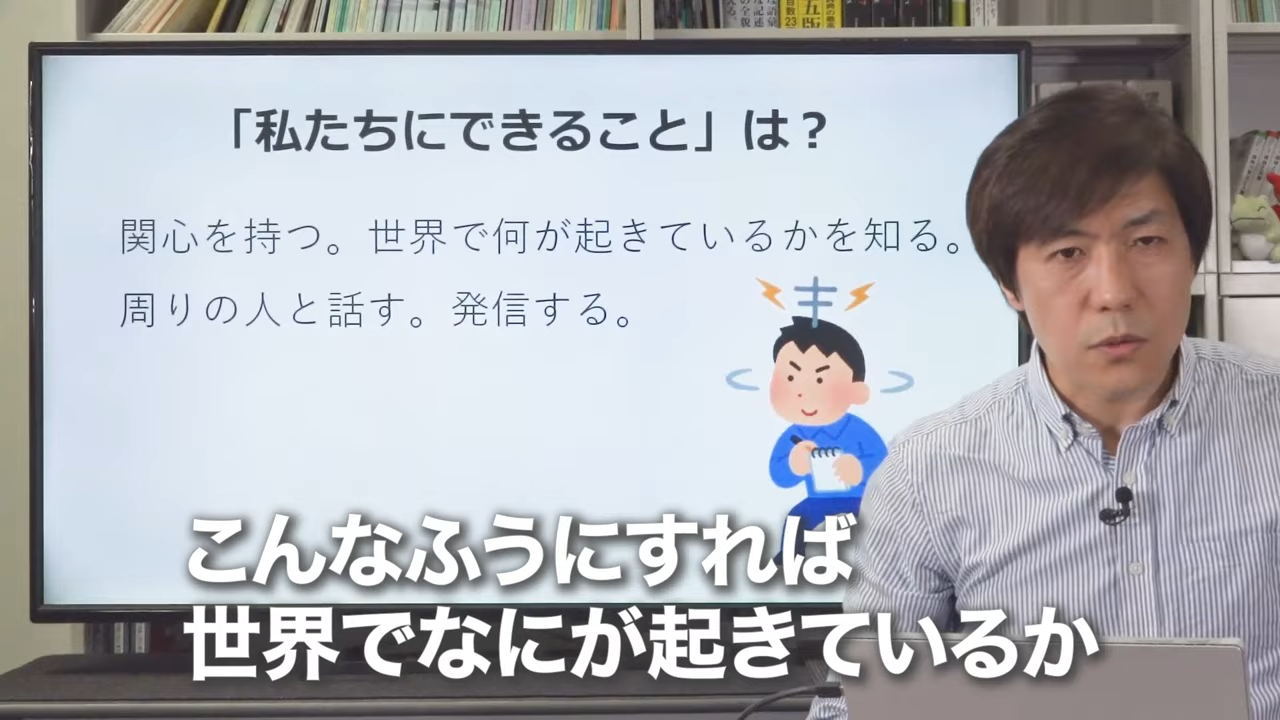 「私たちにできること」は?
関心を持つ。世界で何が起きているかを知る。
周りの人と話す。発信する。
こんなふうにすれば
世界でなにが起きているか